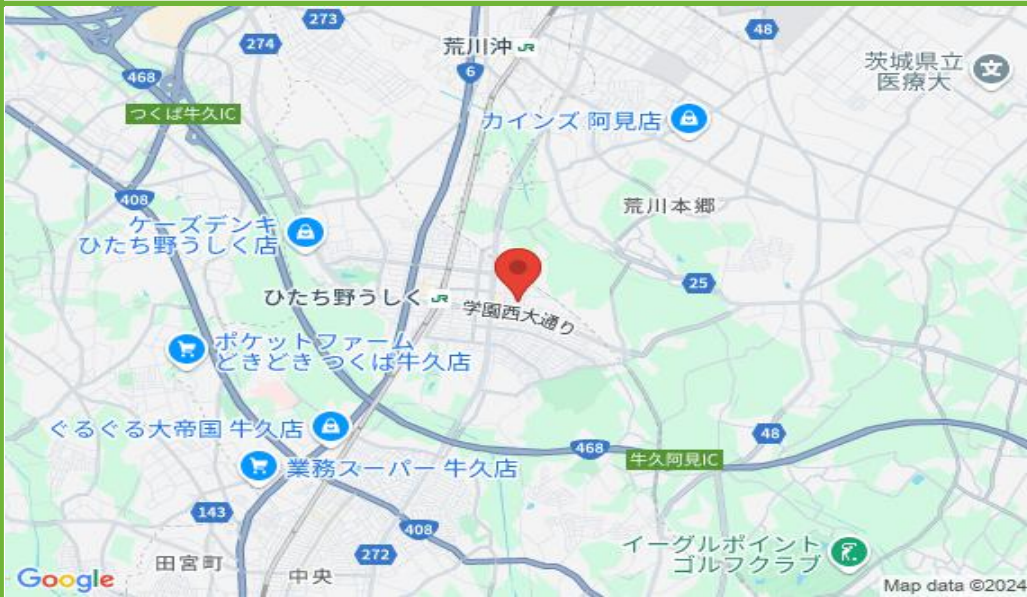 273
48
274
荒川沖 JR
6
茨城県立
医療大
468
つくば牛久IC
カインズ 阿見店
408
荒川本郷
ケーズデンキ
ひたち野うしく店
25
ひたち野うしく JR
学園西大通り
ポケットファーム
どきどき つくば牛久店
ぐるぐる大帝国 牛久店
48
468
牛久阿見IC
業務スーパー 牛久店
143
408
272
イーグルポイント
ゴルフクラブ
田宮町
中央
Google
Map data ©2024